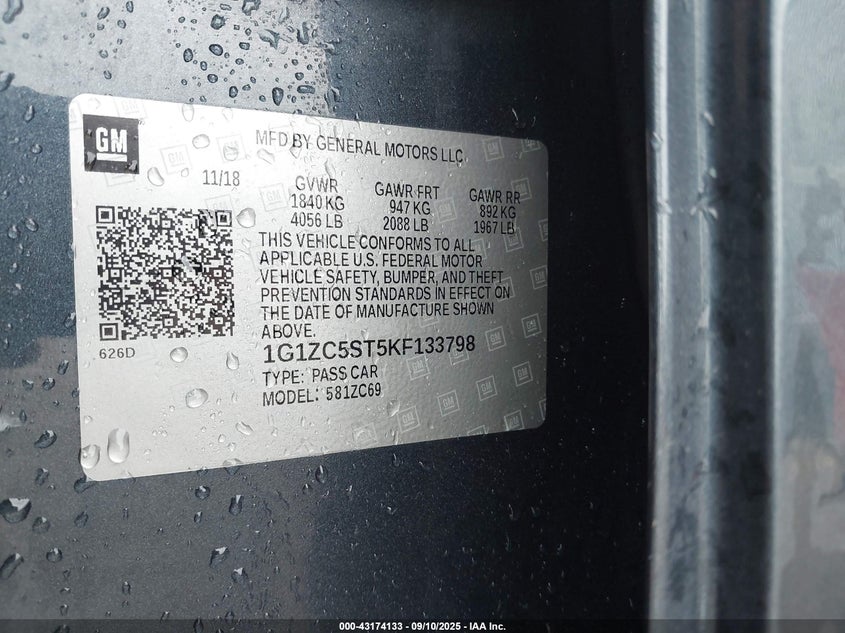 GM
MFD BY GENERAL MOTORS LLC
11/18
GVWR
1840 KG
4056 LB
GAWR FRT
947 KG
2088 LB
GAWR RR
892 KG
1967 LB
THIS VEHICLE CONFORMS TO ALL
APPLICABLE U.S. FEDERAL MOTOR
VEHICLE SAFETY, BUMPER, AND THEFT
PREVENTION STANDARDS IN EFFECT ON
THE DATE OF MANUFACTURE SHOWN
ABOVE.
626D
1G1ZC5ST5KF133798
TYPE: PASS CAR
MODEL: 581ZC69
000-43174133 - 09/10/2025 - IAA Inc.